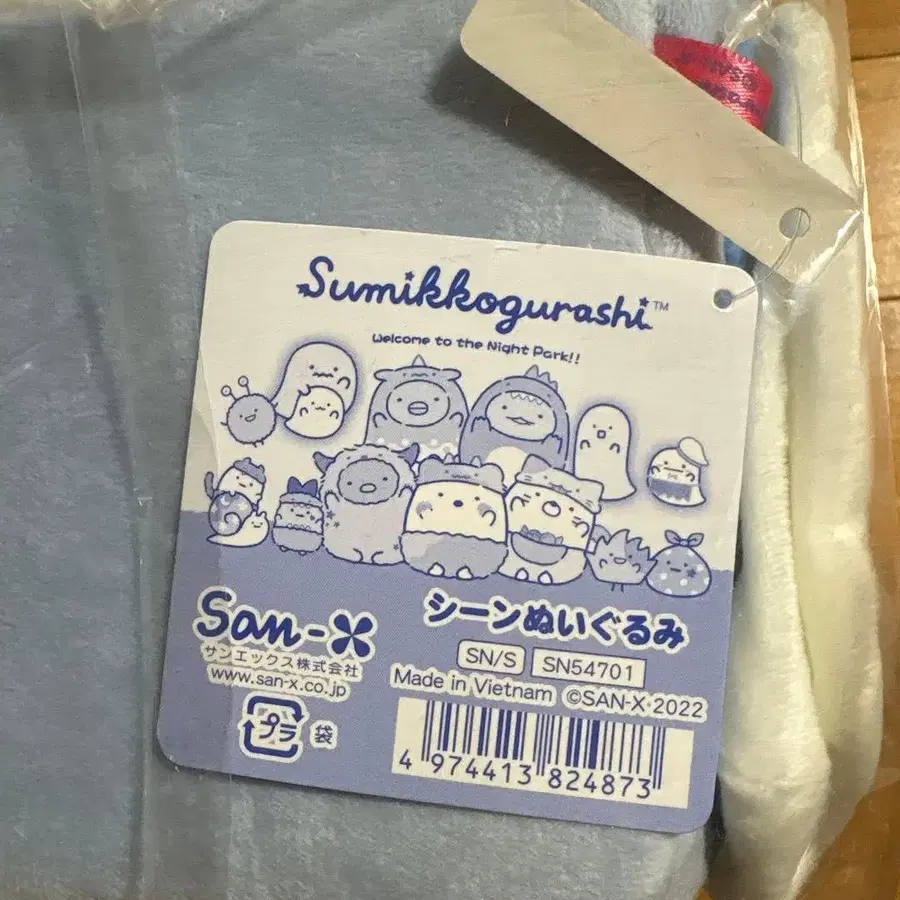 Sumikkogurashi™
Welcome to the Night Park!!
San-X
サンエックス株式会社
www.san-x.co.jp
プラ 袋
シーンぬいぐるみ
SN/S SN54701
Made in Vietnam ©SAN-X 2022
4 974413 824873